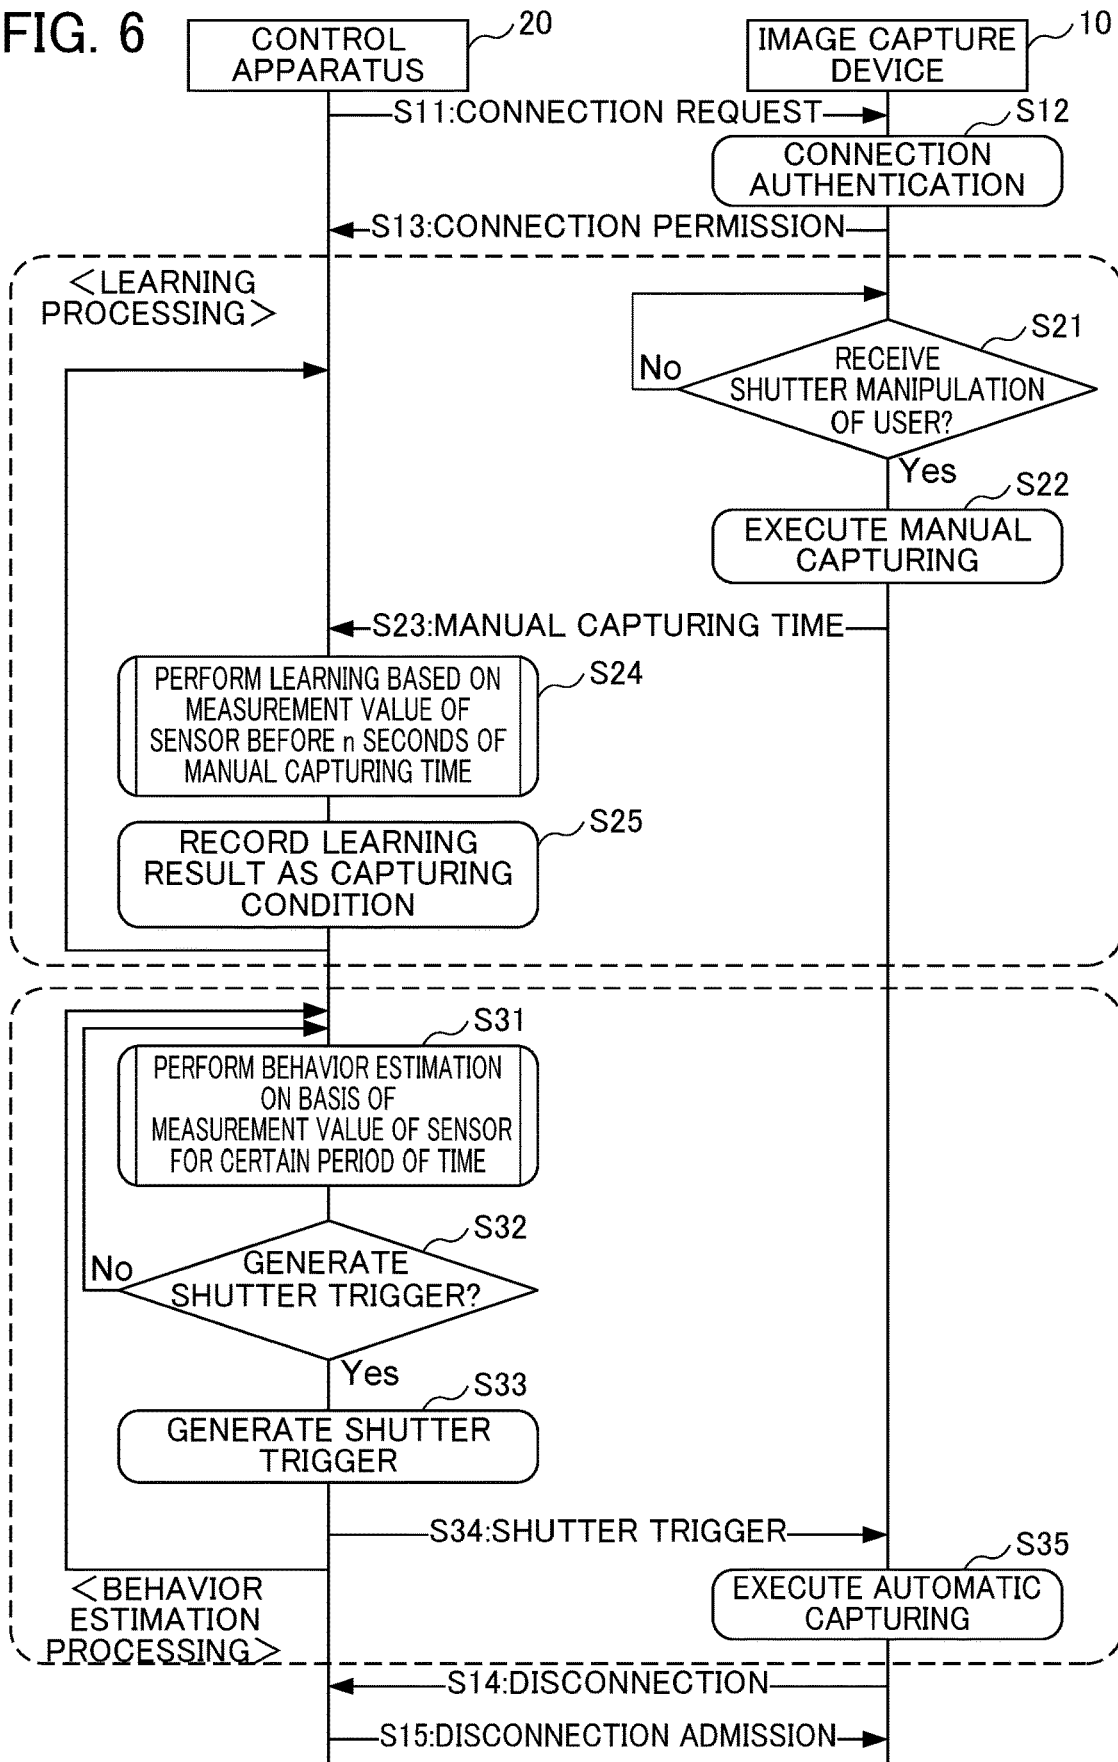 FIG. 6
CONTROL
APPARATUS
20
IMAGE CAPTURE
DEVICE
10
S11:CONNECTION REQUEST
S12
CONNECTION
AUTHENTICATION
S13:CONNECTION PERMISSION
<LEARNING
PROCESSING>
S21
RECEIVE
SHUTTER MANIPULATION
OF USER?
No
Yes
S22
EXECUTE MANUAL
CAPTURING
S23:MANUAL CAPTURING TIME
S24
PERFORM LEARNING BASED ON
MEASUREMENT VALUE OF
SENSOR BEFORE n SECONDS OF
MANUAL CAPTURING TIME
S25
RECORD LEARNING
RESULT AS CAPTURING
CONDITION
S31
PERFORM BEHAVIOR ESTIMATION
ON BASIS OF
MEASUREMENT VALUE OF SENSOR
FOR CERTAIN PERIOD OF TIME
S32
GENERATE
SHUTTER TRIGGER?
No
Yes
S33
GENERATE SHUTTER
TRIGGER
S34:SHUTTER TRIGGER
S35
EXECUTE AUTOMATIC
CAPTURING
<BEHAVIOR
ESTIMATION
PROCESSING>
S14:DISCONNECTION
S15:DISCONNECTION ADMISSION